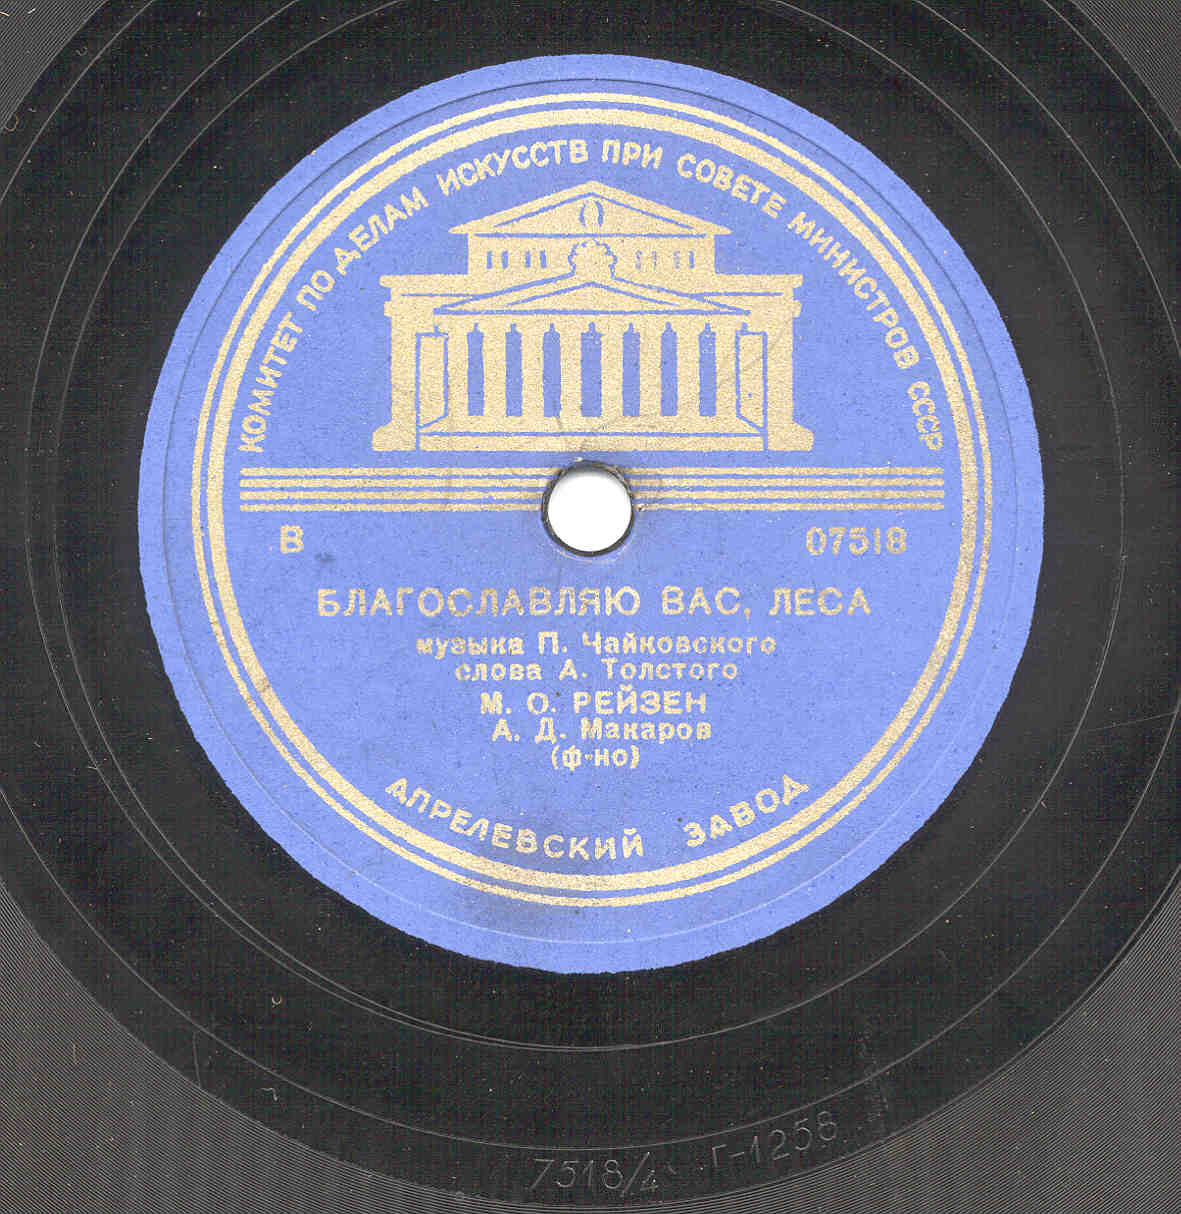 КОМИТЕТ ПО ДЕЛАМ ИСКУССТВ ПРИ СОВЕТЕ МИНИСТРОВ СССР
В 07518
БЛАГОСЛАВЛЯЮ ВАС, ЛЕСА
музыка П. Чайковского
слова А. Толстого
М. О. РЕЙЗЕН
А. Д. Макаров
(ф-но)
АПРЕЛЕВСКИЙ ЗАВОД
7518/4 Г-1258